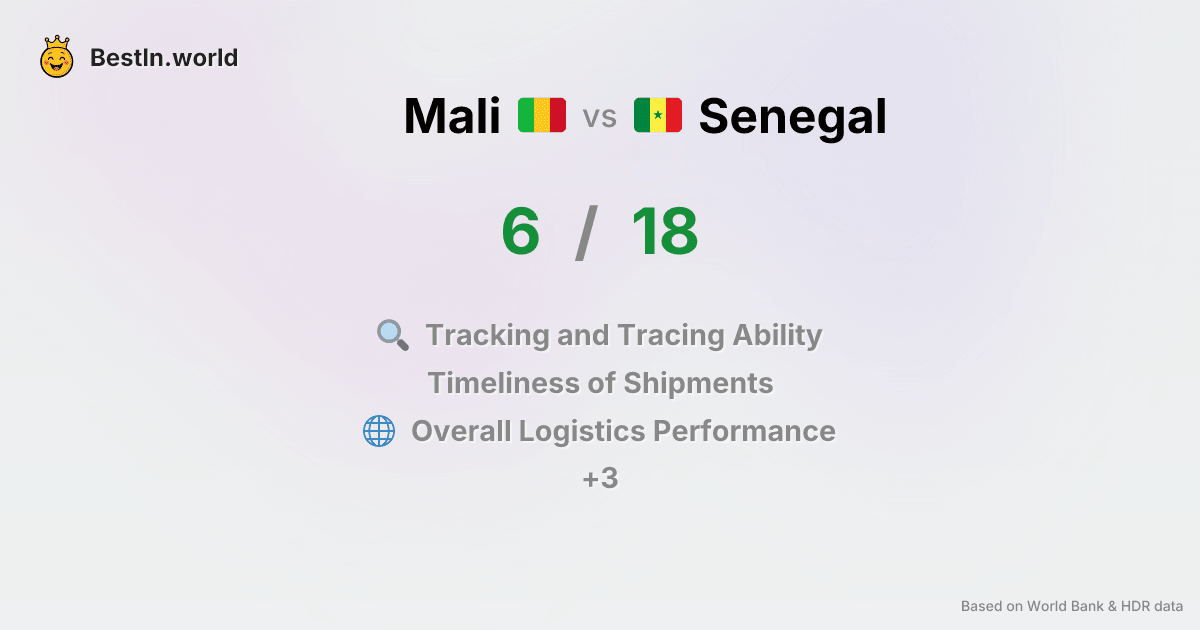 BestIn.world
Mali vs Senegal
6 / 18
Tracking and Tracing Ability
Timeliness of Shipments
Overall Logistics Performance
+3
Based on World Bank & HDR data